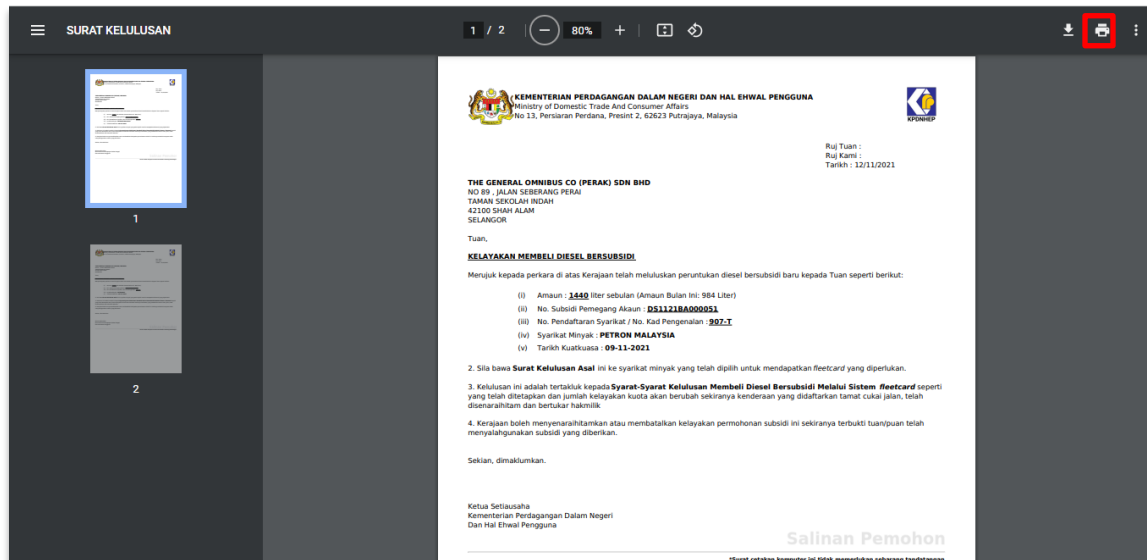 SURAT KELULUSAN
1 / 2
80%
1
2
KEMENTERIAN PERDAGANGAN DALAM NEGERI DAN HAL EHWAL PENGGUNA
Ministry of Domestic Trade And Consumer Affairs
No 13, Persiaran Perdana, Presint 2, 62623 Putrajaya, Malaysia
KPDNHEP
Ruj Tuan :
Ruj Kami :
Tarikh : 12/11/2021
THE GENERAL OMNIBUS CO (PERAK) SDN BHD
NO 89 , JALAN SEBERANG PERAI
TAMAN SEKOLAH INDAH
42100 SHAH ALAM
SELANGOR
Tuan,
KELAYAKAN MEMBELI DIESEL BERSUBSIDI
Merujuk kepada perkara di atas Kerajaan telah meluluskan peruntukan diesel bersubsidi baru kepada Tuan seperti berikut:
(i) Amaun : 1440 liter sebulan (Amaun Bulan Ini: 984 Liter)
(ii) No. Subsidi Pemegang Akaun : DS1121BA000051
(iii) No. Pendaftaran Syarikat / No. Kad Pengenalan : 907-T
(iv) Syarikat Minyak : PETRON MALAYSIA
(v) Tarikh Kuatkuasa : 09-11-2021
2. Sila bawa Surat Kelulusan Asal ini ke syarikat minyak yang telah dipilih untuk mendapatkan fleetcard yang diperlukan.
3. Kelulusan ini adalah tertakluk kepada Syarat-Syarat Kelulusan Membeli Diesel Bersubsidi Melalui Sistem fleetcard seperti
yang telah ditetapkan dan jumlah kelayakan kuota akan berubah sekiranya kenderaan yang didaftarkan tamat cukai jalan, telah
disenaraihitam dan bertukar hakmilik
4. Kerajaan boleh menyenaraihitamkan atau membatalkan kelayakan permohonan subsidi ini sekiranya terbukti tuan/puan telah
menyalahgunakan subsidi yang diberikan.
Sekian, dimaklumkan.
Ketua Setiausaha
Kementerian Perdagangan Dalam Negeri
Dan Hal Ehwal Pengguna
Salinan Pemohon
*Surat cetakan komputer ini tidak memerlukan sebarang tandatangan